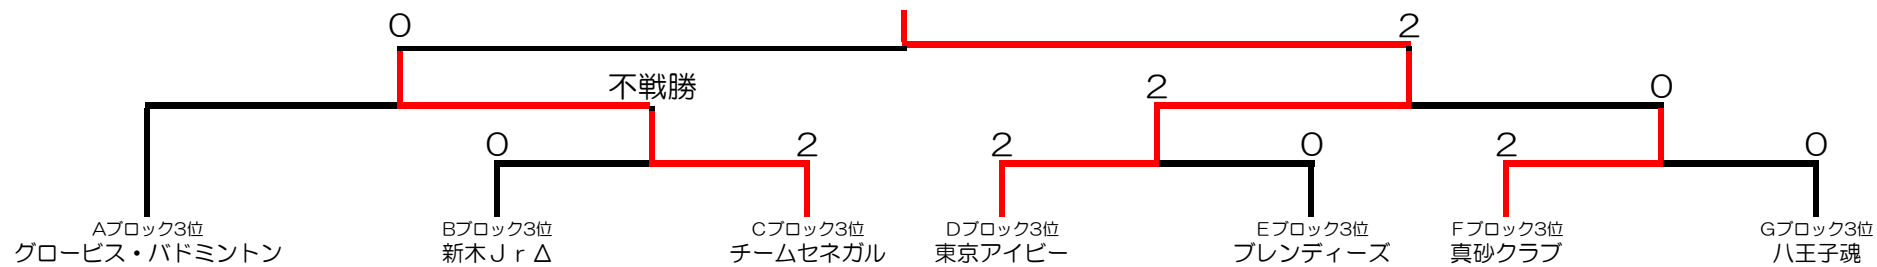 0
2
不戦勝
2
0
0
2
2
0
2
0
Aブロック3位
グロービス・バドミントン
Bブロック3位
新木JrΔ
Cブロック3位
チームセネガル
Dブロック3位
東京アイビー
Eブロック3位
ブレンディーズ
Fブロック3位
真砂クラブ
Gブロック3位
八王子魂